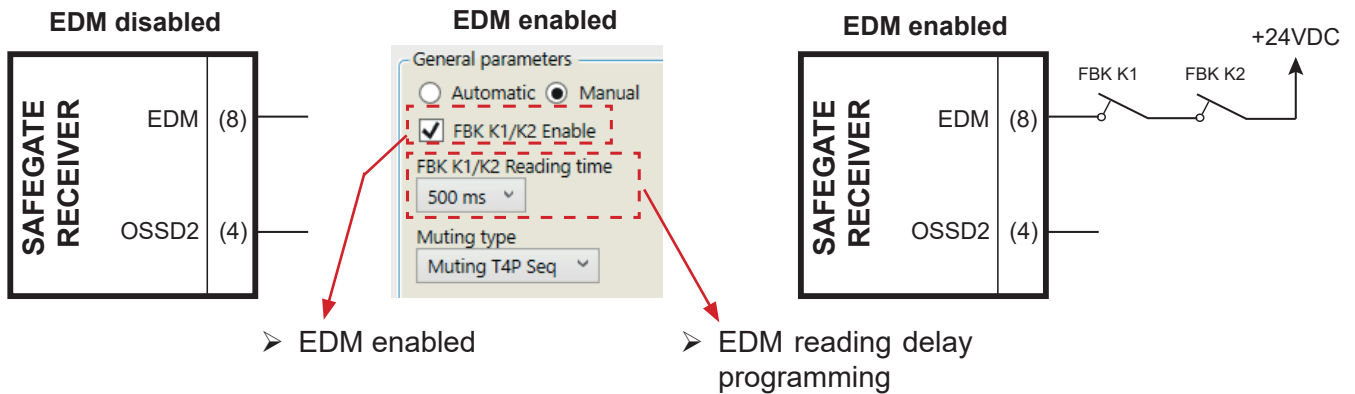 EDM disabled
SAFEGATE
RECEIVER
EDM (8)
OSSD2 (4)
EDM enabled
General parameters
Automatic Manual
FBK K1/K2 Enable
FBK K1/K2 Reading time
500 ms
Muting type
Muting T4P Seq
EDM enabled
SAFEGATE
RECEIVER
EDM (8)
OSSD2 (4)
FBK K1 FBK K2
+24VDC
➢ EDM enabled
➢ EDM reading delay
programming